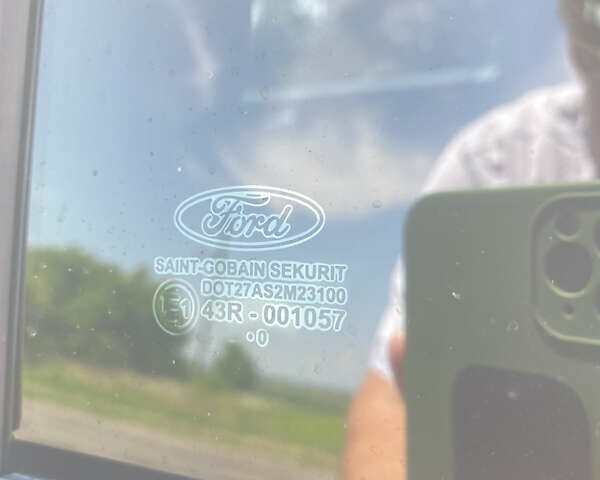 Ford
SAINT-GOBAIN SEKURIT
DOT27AS2M23100
E1 43R - 001057
•0